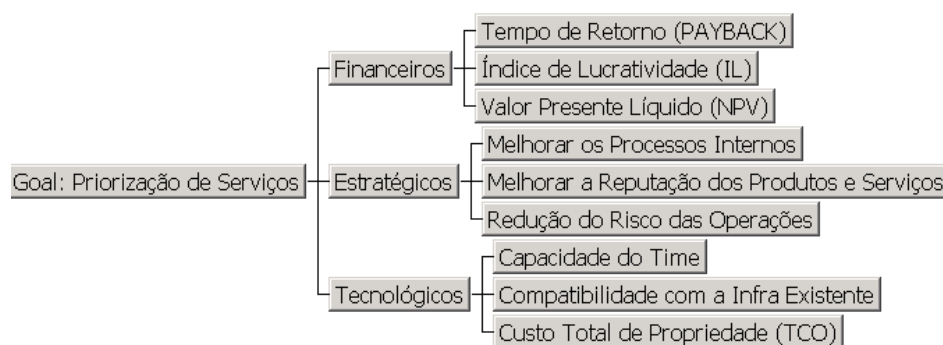 Goal: Priorização de Serviços
Financeiros
Tempo de Retorno (PAYBACK)
Índice de Lucratividade (IL)
Valor Presente Líquido (NPV)
Estratégicos
Melhorar os Processos Internos
Melhorar a Reputação dos Produtos e Serviços
Redução do Risco das Operações
Tecnológicos
Capacidade do Time
Compatibilidade com a Infra Existente
Custo Total de Propriedade (TCO)